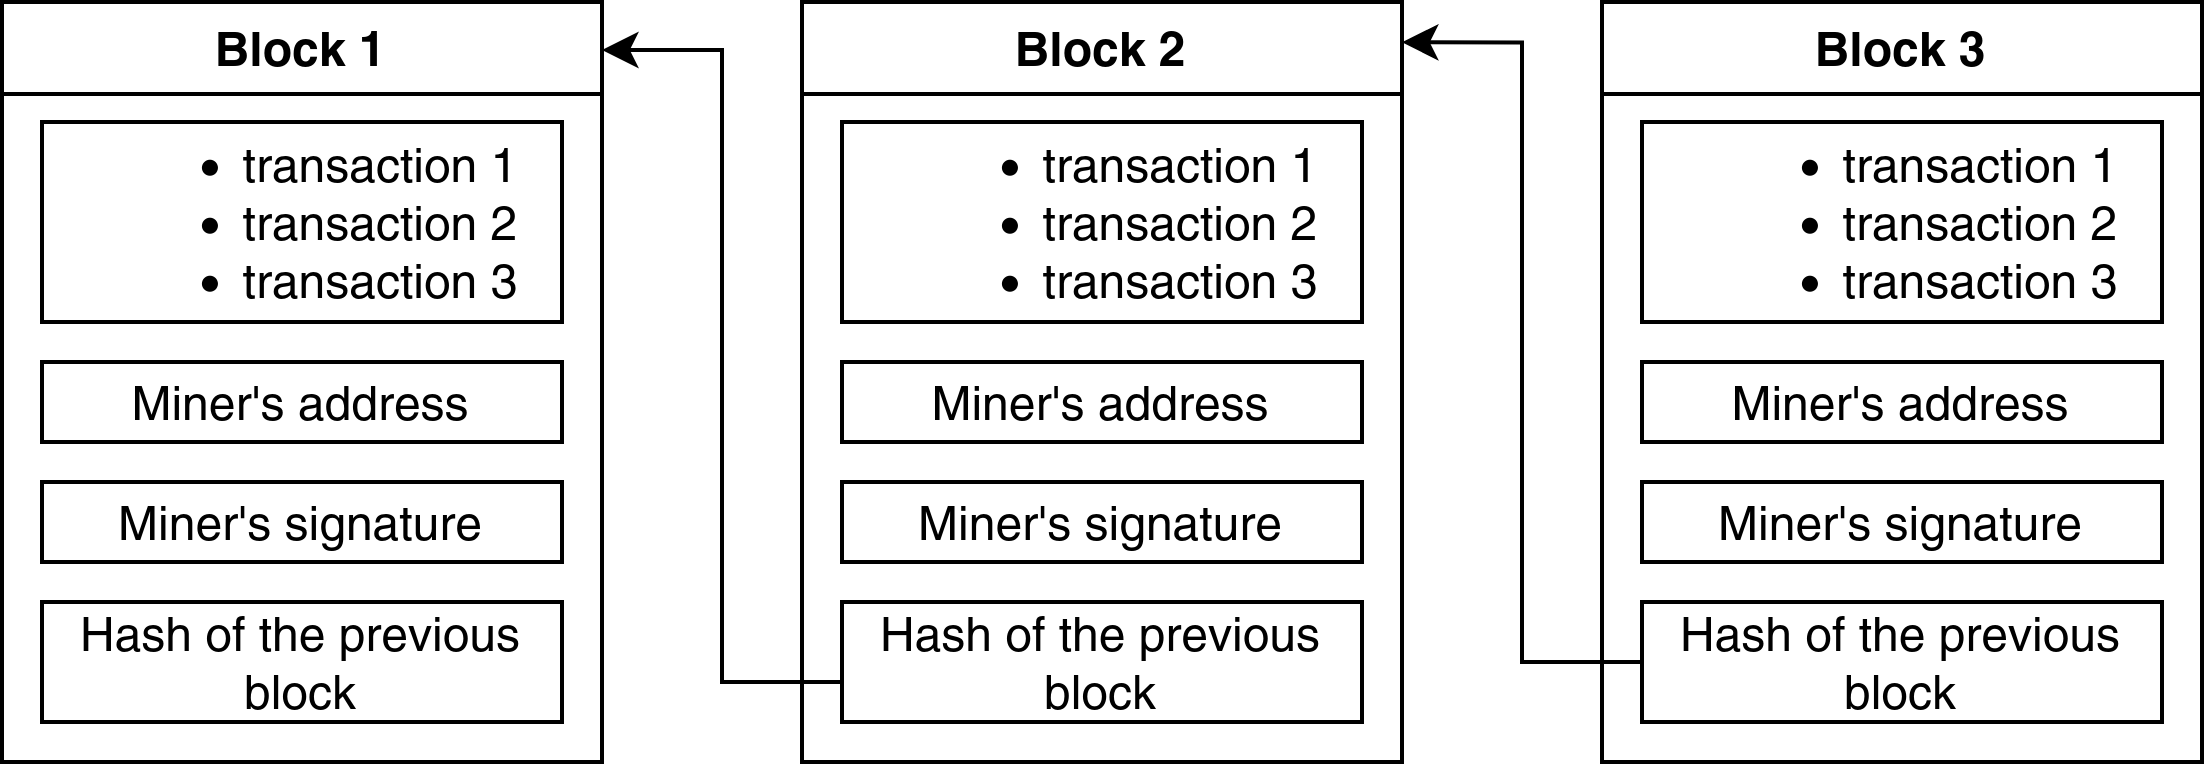 Block 1
• transaction 1
• transaction 2
• transaction 3
Miner's address
Miner's signature
Hash of the previous
block
Block 2
• transaction 1
• transaction 2
• transaction 3
Miner's address
Miner's signature
Hash of the previous
block
Block 3
• transaction 1
• transaction 2
• transaction 3
Miner's address
Miner's signature
Hash of the previous
block